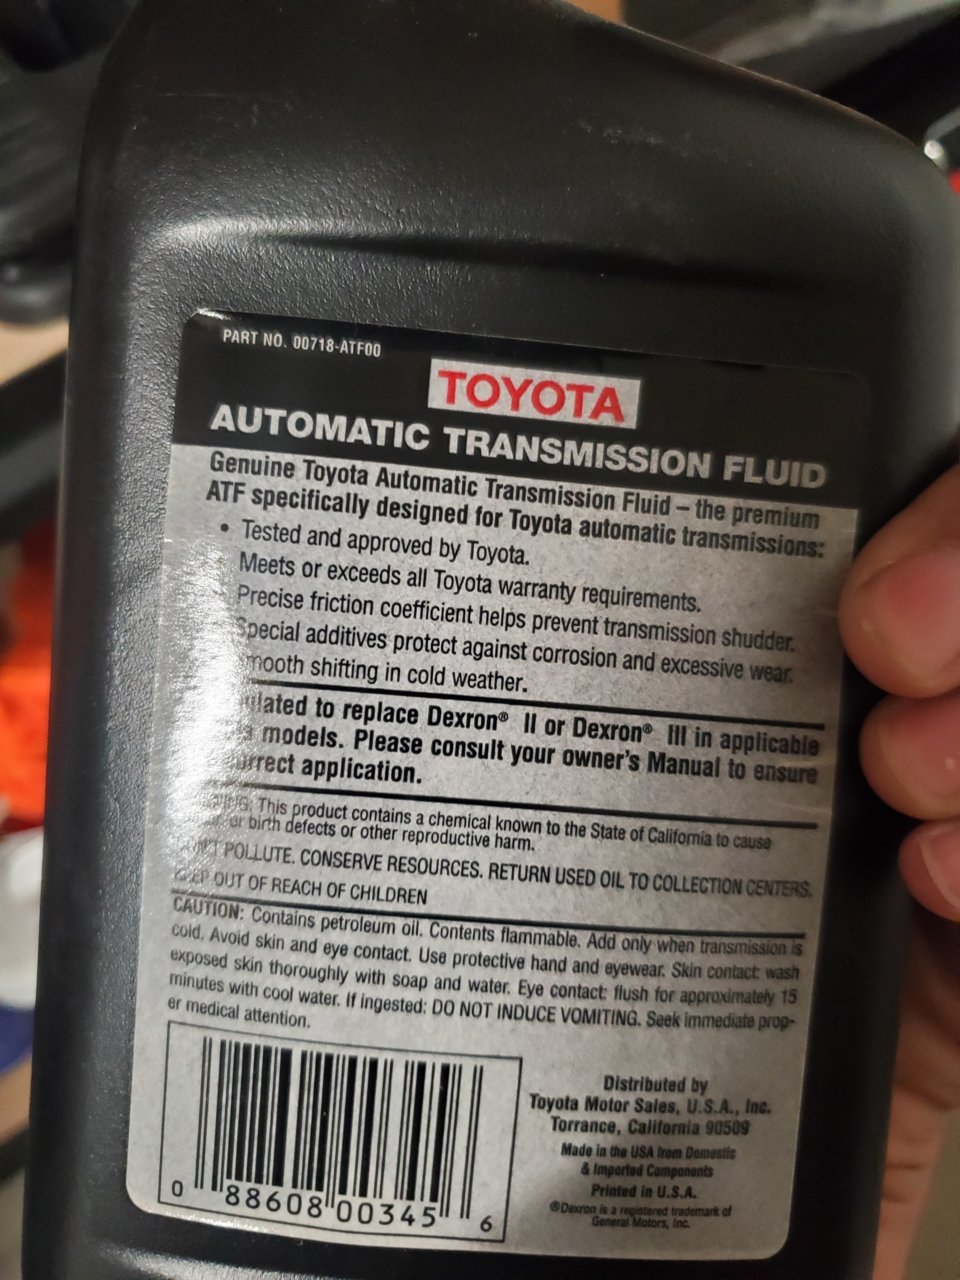 PART NO. 00718-ATF00
TOYOTA
AUTOMATIC TRANSMISSION FLUID
Genuine Toyota Automatic Transmission Fluid – the premium
ATF specifically designed for Toyota automatic transmissions:
• Tested and approved by Toyota.
Meets or exceeds all Toyota warranty requirements.
Precise friction coefficient helps prevent transmission shudder.
Special additives protect against corrosion and excessive wear.
mooth shifting in cold weather.
to replace Dexron® II or Dexron® III in applicable
models. Please consult your owner's Manual to ensure
application.
This product contains a chemical known to the State of California to cause
or birth defects or other reproductive harm.
POLLUTE. CONSERVE RESOURCES. RETURN USED OIL TO COLLECTION CENTERS.
OUT OF REACH OF CHILDREN
CAUTION: Contains petroleum oil. Contents flammable. Add only when transmission is
cold. Avoid skin and eye contact. Use protective hand and eyewear. Skin contact: wash
exposed skin thoroughly with soap and water. Eye contact: flush for approximately 15
minutes with cool water. If ingested: DO NOT INDUCE VOMITING. Seek immediate prop-
er medical attention.
Distributed by
Toyota Motor Sales, U.S.A., Inc.
Torrance, California 90509
Made in the USA from Domestic
& Imported Components
Printed in U.S.A.
®Dexron is a registered trademark of
General Motors, Inc.
0 88608 00345 6